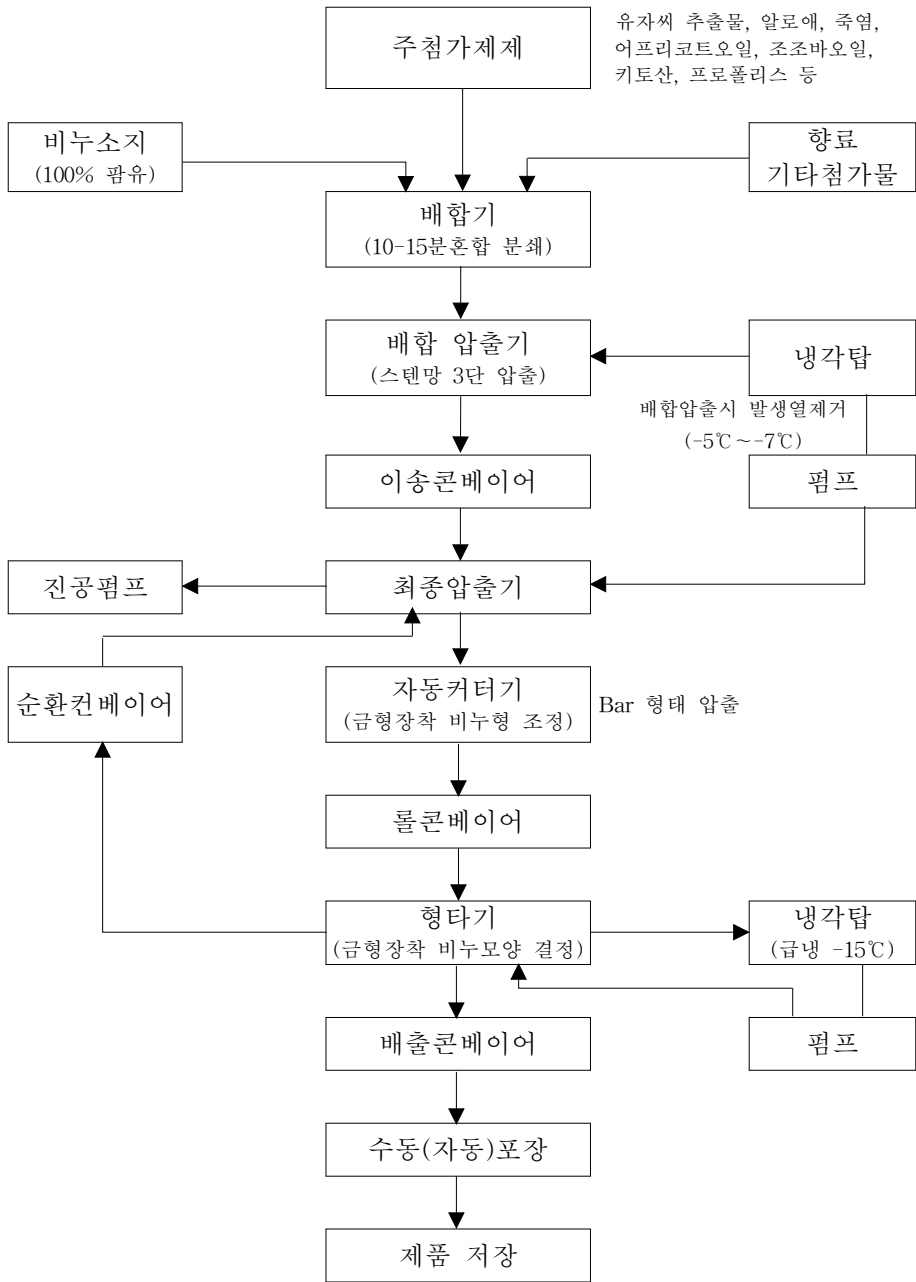 주첨가제제
유자씨 추출물, 알로애, 죽염,
어프리코트오일, 조조바오일,
키토산, 프로폴리스 등
비누소지
(100% 팜유)
향료
기타첨가물
배합기
(10-15분혼합 분쇄)
배합 압출기
(스텐망 3단 압출)
냉각탑
배합압출시 발생열제거
(-5℃~-7℃)
이송콘베이어
펌프
진공펌프
최종압출기
순환컨베이어
자동커터기
(금형장착 비누형 조정)
Bar 형태 압출
롤콘베이어
형타기
(금형장착 비누모양 결정)
냉각탑
(급냉 -15℃)
배출콘베이어
펌프
수동(자동)포장
제품 저장